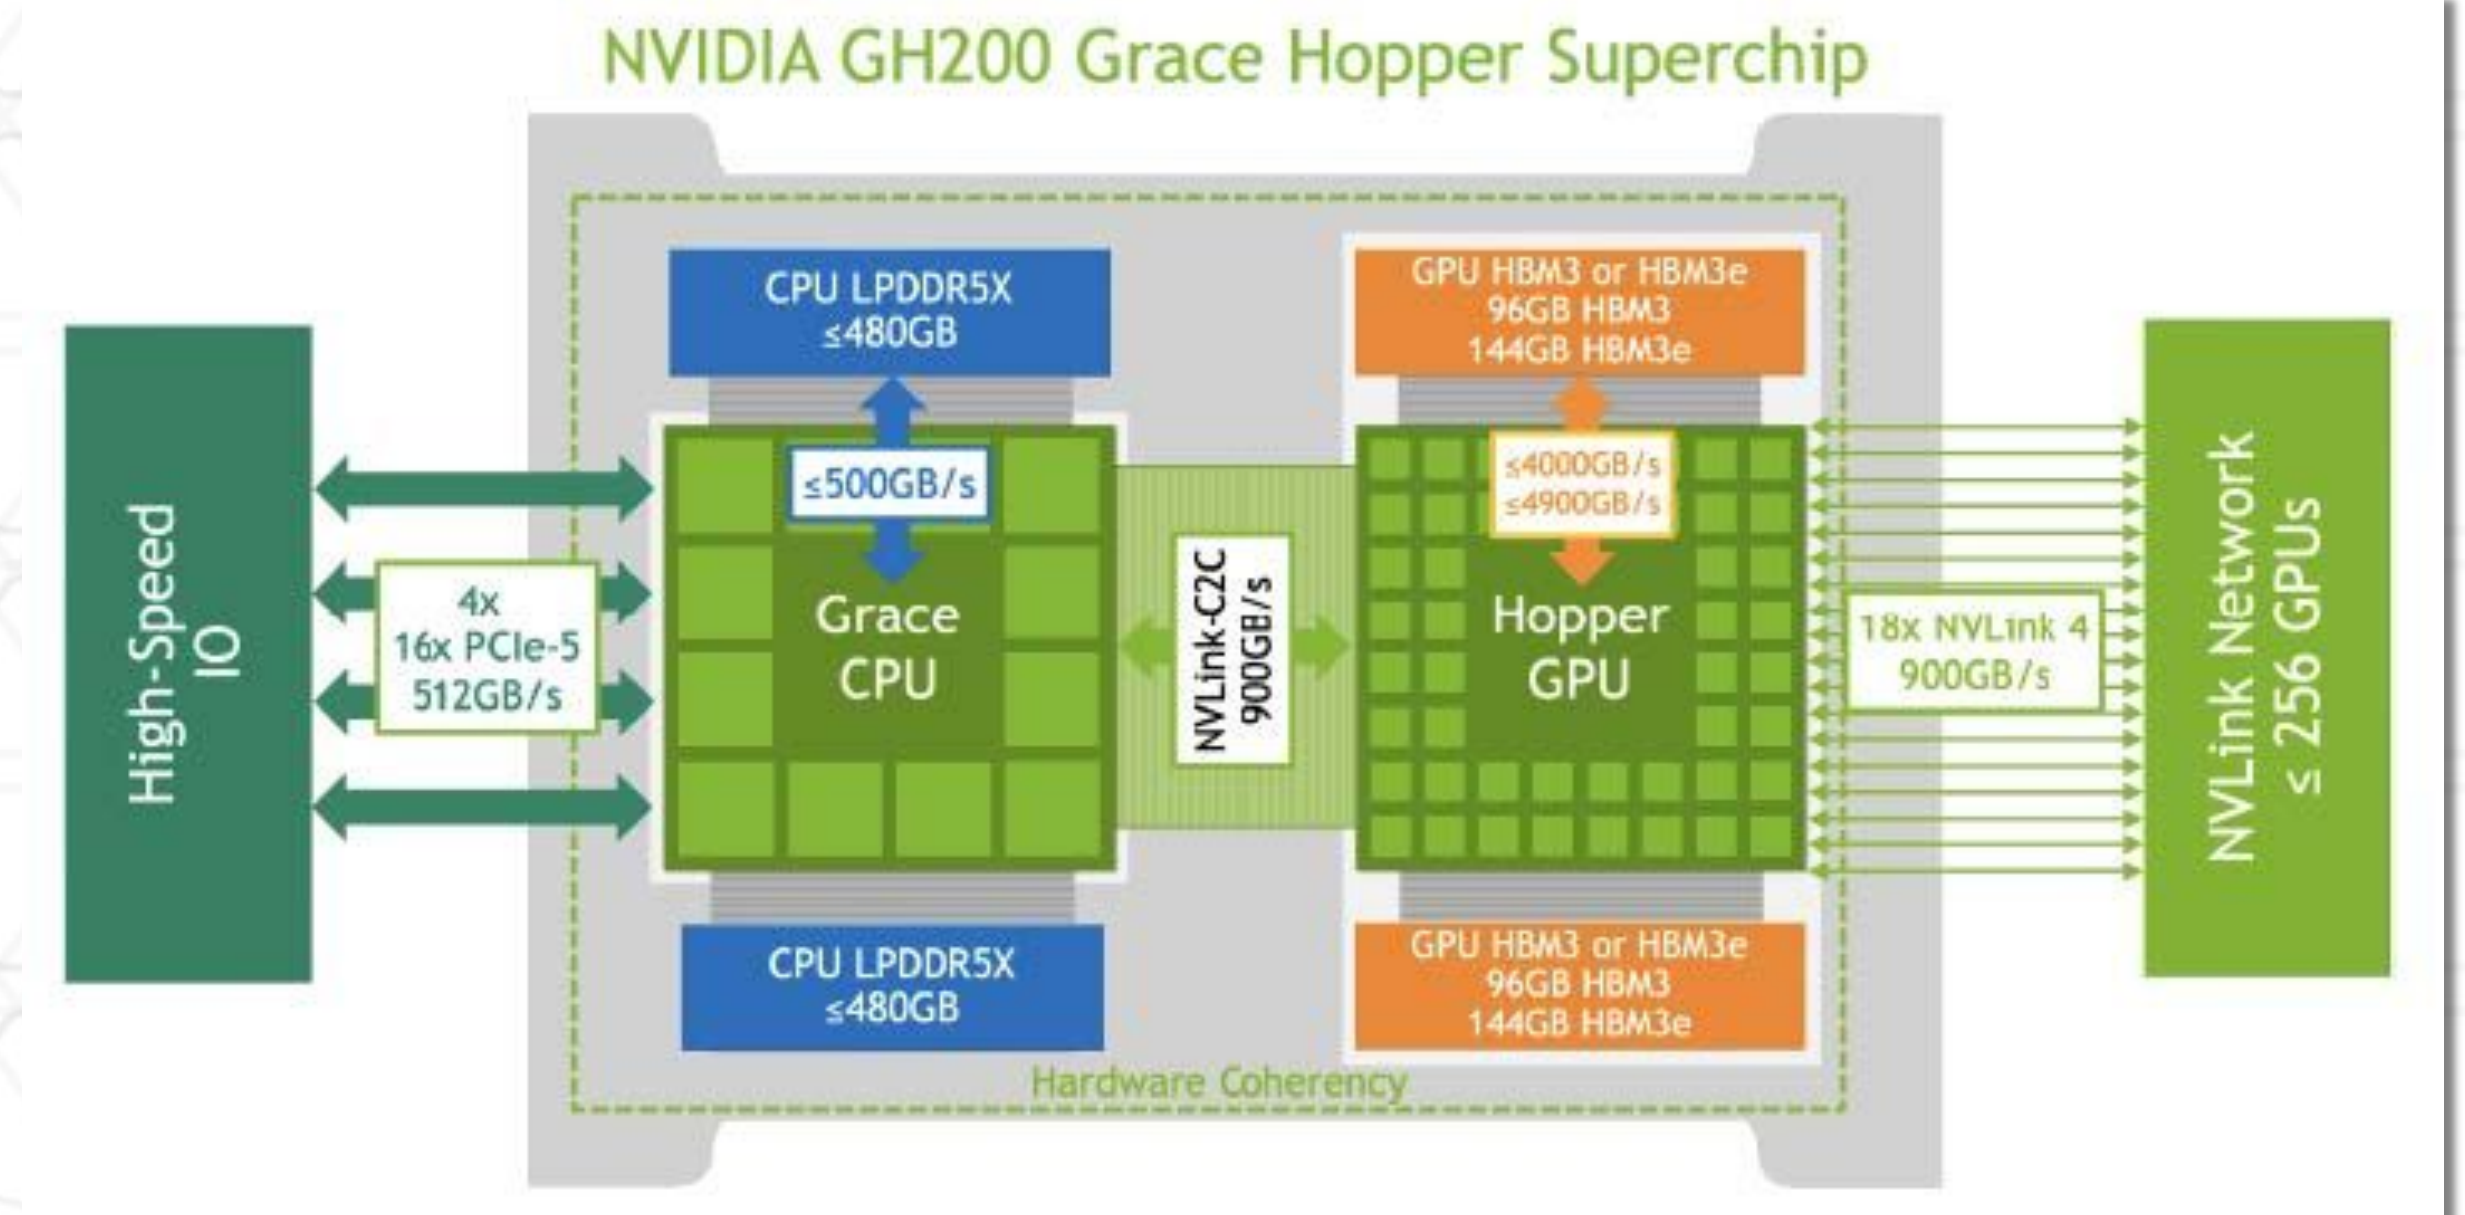 NVIDIA GH200 Grace Hopper Superchip
High-Speed
IO
4x
16x PCIe-5
512GB/s
CPU LPDDR5X
≤480GB
≤500GB/s
Grace
CPU
CPU LPDDR5X
≤480GB
NVLink-C2C
900GB/s
GPU HBM3 or HBM3e
96GB HBM3
144GB HBM3e
≤4000GB/s
≤4900GB/s
Hopper
GPU
GPU HBM3 or HBM3e
96GB HBM3
144GB HBM3e
18x NVLink 4
900GB/s
NVLink Network
≤ 256 GPUs
Hardware Coherency